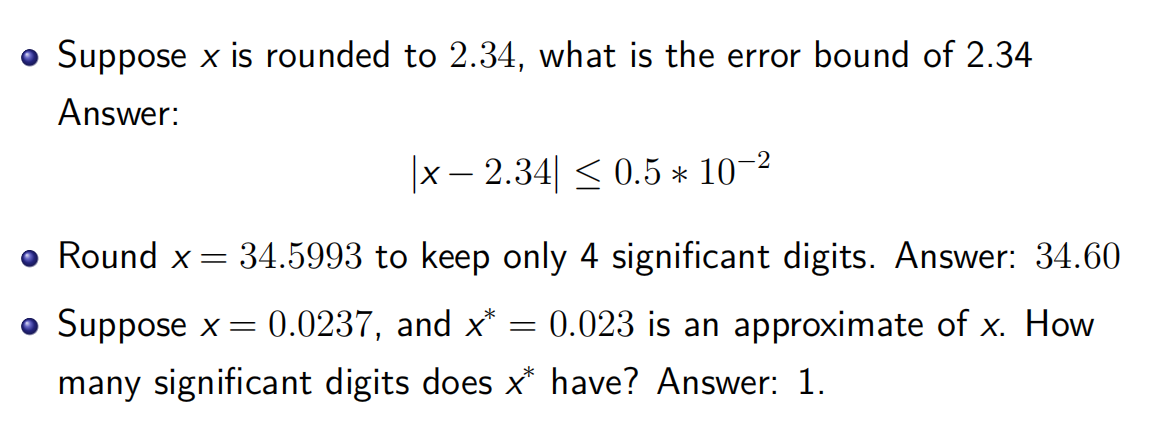 • Suppose x is rounded to 2.34, what is the error bound of 2.34
Answer:
|x − 2.34| ≤ 0.5 ∗ 10⁻²
• Round x = 34.5993 to keep only 4 significant digits. Answer: 34.60
• Suppose x = 0.0237, and x* = 0.023 is an approximate of x. How
many significant digits does x* have? Answer: 1.